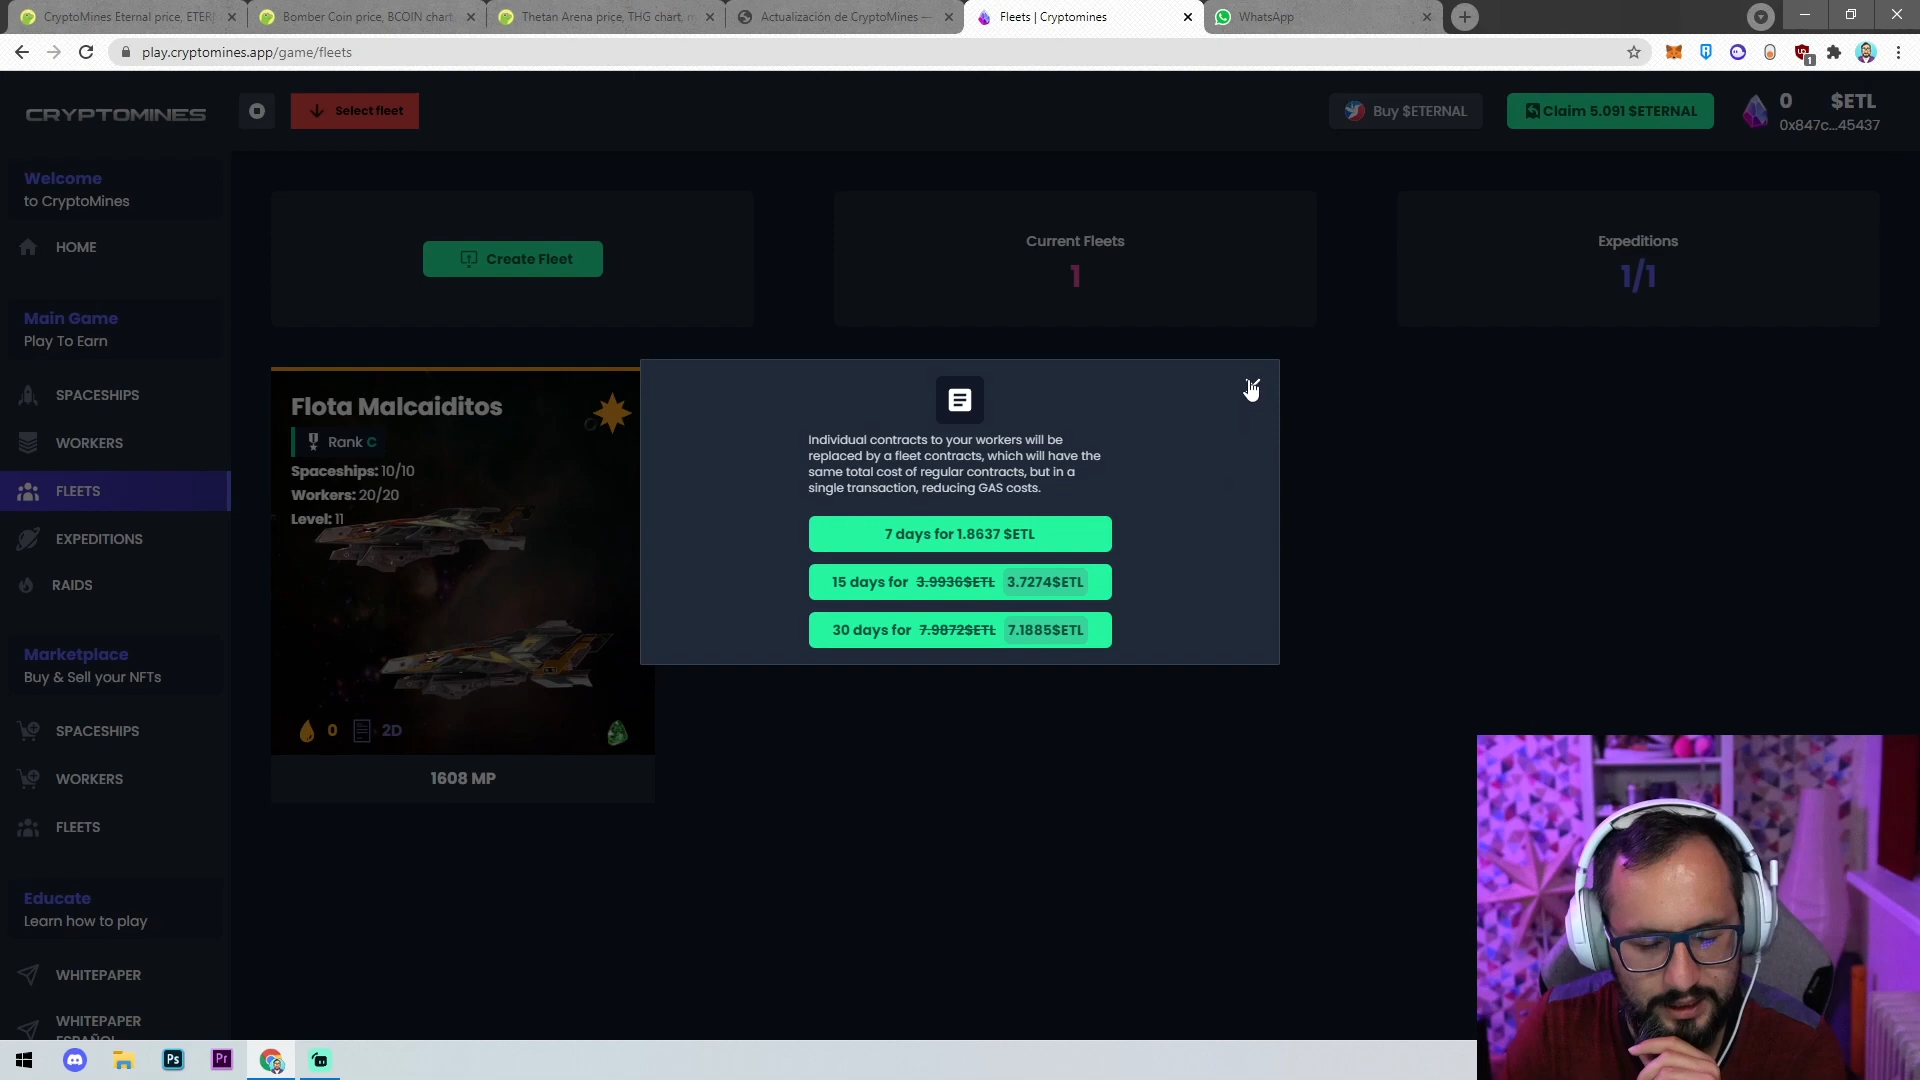 CryptoMines Eternal price, ETER
Bomber Coin price, BCOIN chart
Thetan Arena price, THG chart,
Actualización de CryptoMines —
Fleets | Cryptomines
WhatsApp
play.cryptomines.app/game/fleets
1
CRYPTOMINES
Select fleet
Buy $ETERNAL
Claim 5.091 $ETERNAL
0 $ETL
0x847c...45437
Welcome
to CryptoMines
HOME
Main Game
Play To Earn
SPACESHIPS
WORKERS
FLEETS
EXPEDITIONS
RAIDS
Marketplace
Buy & Sell your NFTs
SPACESHIPS
WORKERS
FLEETS
Educate
Learn how to play
WHITEPAPER
WHITEPAPER
ESPAÑOL
Create Fleet
Current Fleets
1
Expeditions
1/1
Flota Malcaiditos
Rank C
Spaceships: 10/10
Workers: 20/20
Level: 11
0
2D
1608 MP
Individual contracts to your workers will be
replaced by a fleet contracts, which will have the
same total cost of regular contracts, but in a
single transaction, reducing GAS costs.
7 days for 1.8637 $ETL
15 days for 3.9936$ETL 3.7274$ETL
30 days for 7.9872$ETL 7.1885$ETL
Ps
Pr